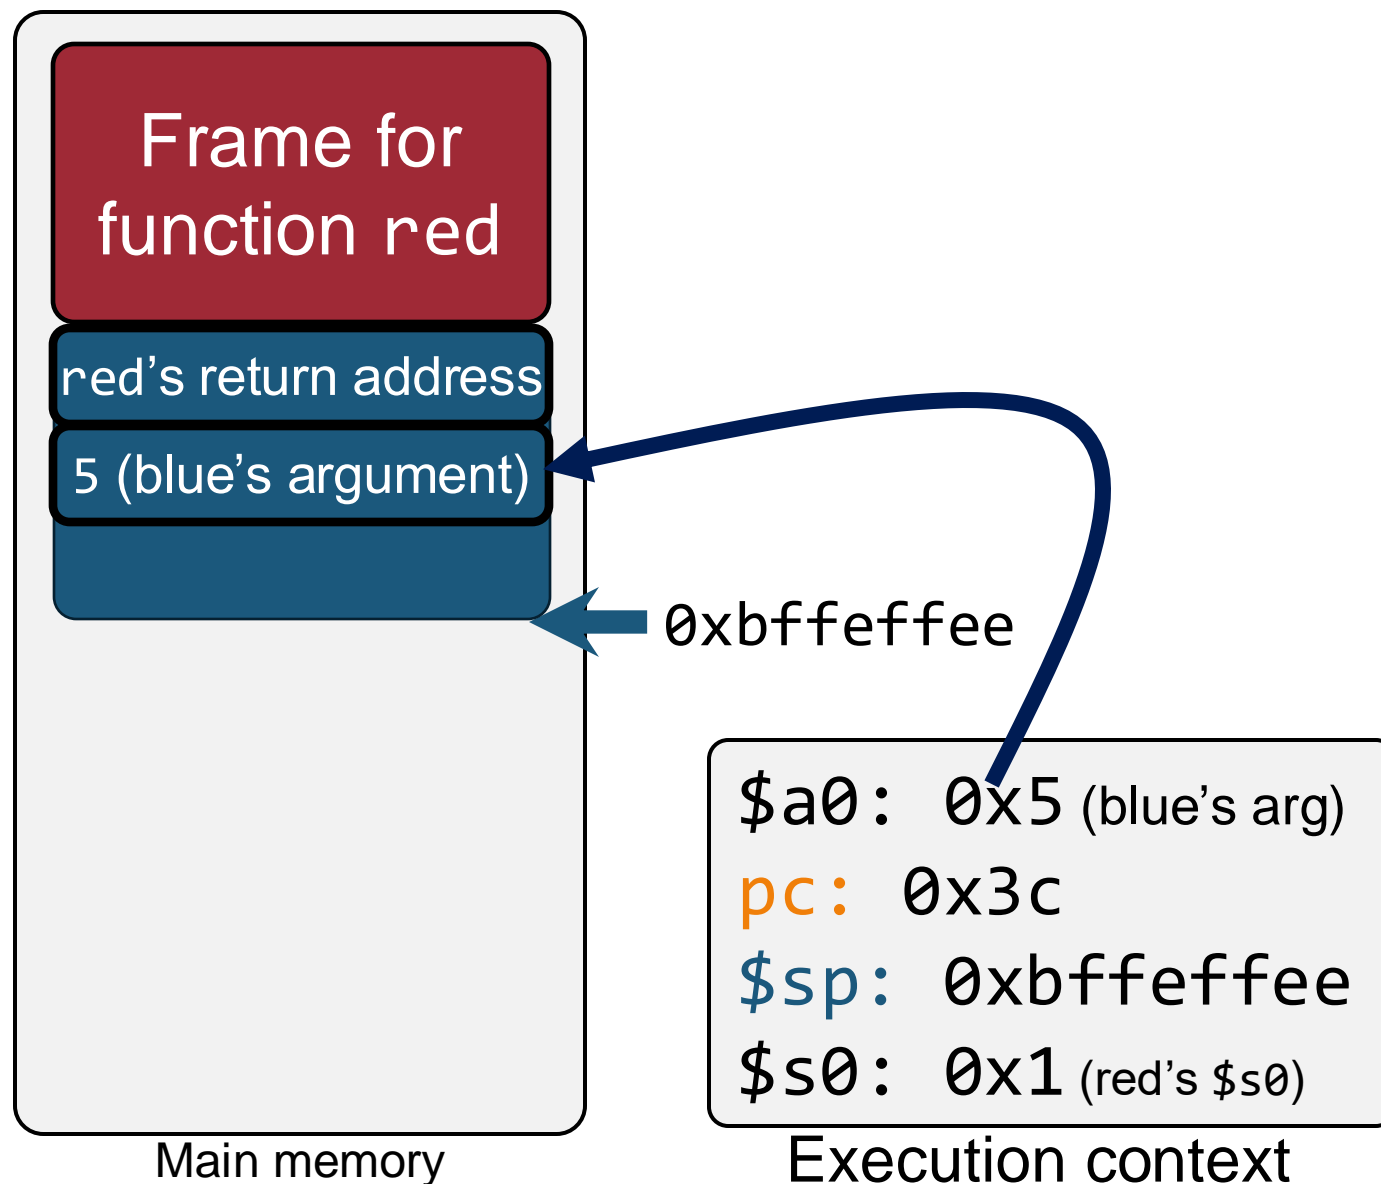 Frame for
function red
red’s return address
5 (blue’s argument)
0xbffeffee
$a0: 0x5 (blue’s arg)
pc: 0x3c
$sp: 0xbffeffee
$s0: 0x1 (red’s $s0)
Main memory
Execution context